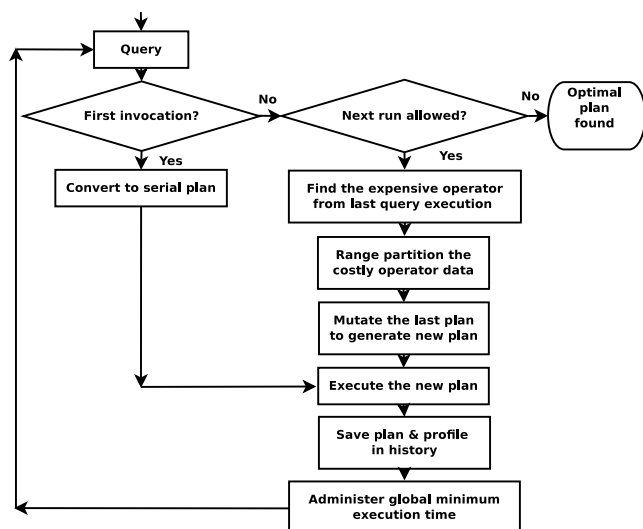 Query
First invocation?
No
Next run allowed?
No
Optimal
plan
found
Yes
Yes
Convert to serial plan
Find the expensive operator
from last query execution
Range partition the
costly operator data
Mutate the last plan
to generate new plan
Execute the new plan
Save plan & profile
in history
Administer global minimum
execution time